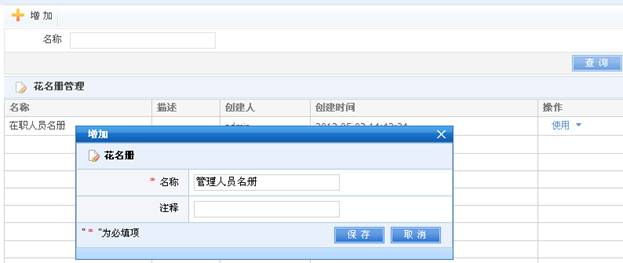 增 加
名称
查 询
花名册管理
名称 描述 创建人 创建时间 操作
在职人员名册 使用
增加
花名册
* 名称 管理人员名册
注释
" * "为必填项 保 存 取 消